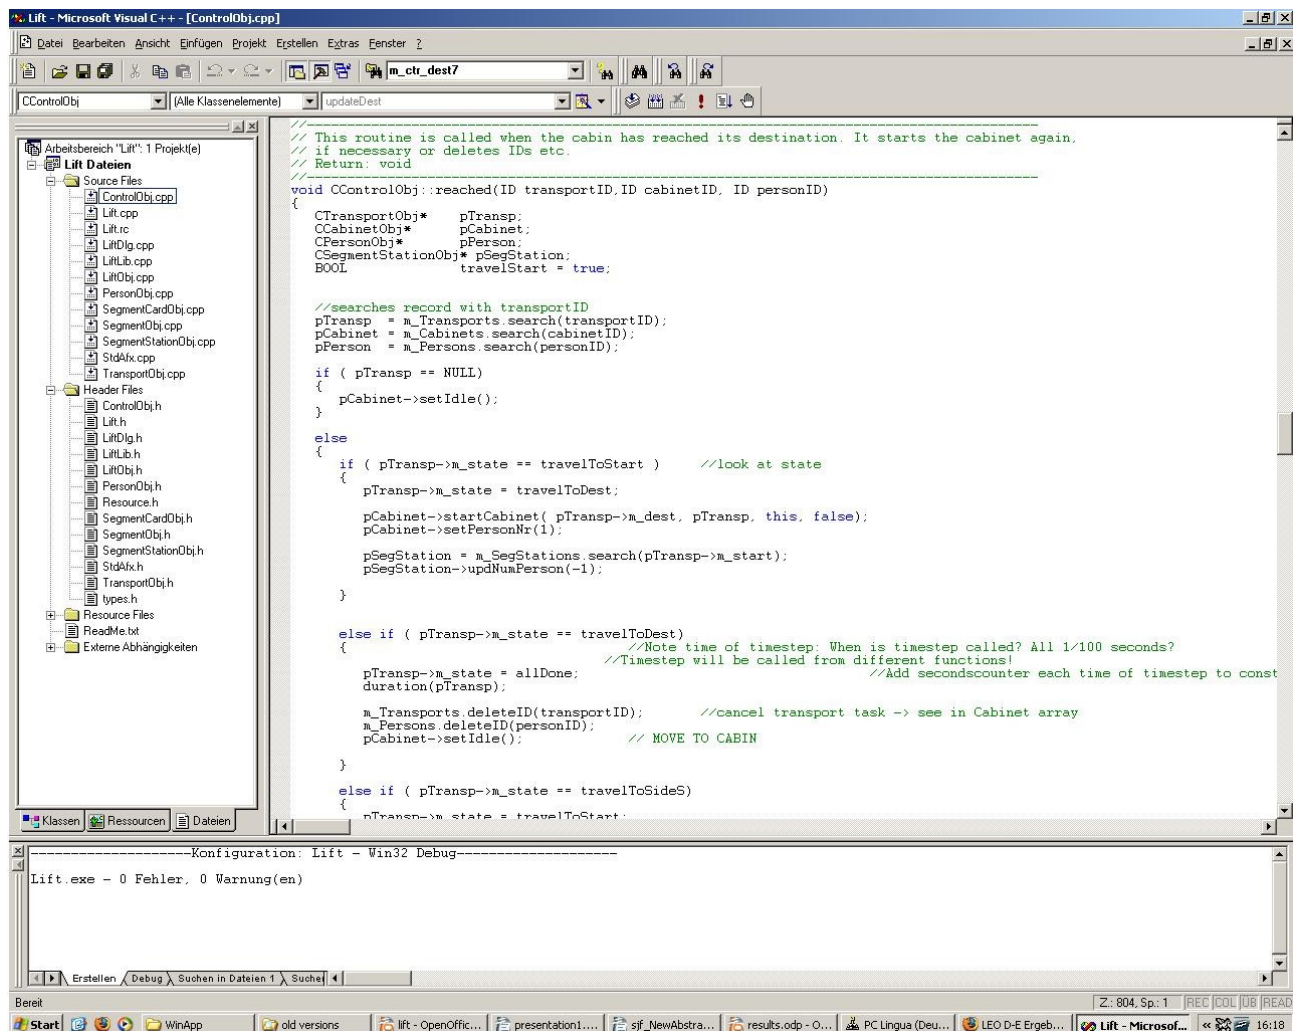 Lift - Microsoft Visual C++ - [ControlObj.cpp]
Datei Bearbeiten Ansicht Einfügen Projekt Erstellen Extras Fenster ?
m_ctr_dest7
CControlObj (Alle Klassenelemente) updateDest
Arbeitsbereich "Lift": 1 Projekt(e)
Lift Dateien
Source Files
ControlObj.cpp
Lift.cpp
Lift.rc
LiftDlg.cpp
LiftLib.cpp
LiftObj.cpp
PersonObj.cpp
SegmentCardObj.cpp
SegmentObj.cpp
SegmentStationObj.cpp
StdAfx.cpp
TransportObj.cpp
Header Files
ControlObj.h
Lift.h
LiftDlg.h
LiftLib.h
LiftObj.h
PersonObj.h
Resource.h
SegmentCardObj.h
SegmentObj.h
SegmentStationObj.h
StdAfx.h
TransportObj.h
types.h
Resource Files
ReadMe.txt
Externe Abhängigkeiten
Klassen Ressourcen Dateien
//------------------------------------------------------------------------------------------
// This routine is called when the cabin has reached its destination. It starts the cabinet again,
// if necessary or deletes IDs etc.
// Return: void
//------------------------------------------------------------------------------------------
void CControlObj::reached(ID transportID,ID cabinetID, ID personID)
{
CTransportObj* pTransp;
CCabinetObj* pCabinet;
CPersonObj* pPerson;
CSegmentStationObj* pSegStation;
BOOL travelStart = true;
//searches record with transportID
pTransp = m_Transports.search(transportID);
pCabinet = m_Cabinets.search(cabinetID);
pPerson = m_Persons.search(personID);
if ( pTransp == NULL)
{
pCabinet->setIdle();
}
else
{
if ( pTransp->m_state == travelToStart ) //look at state
{
pTransp->m_state = travelToDest;
pCabinet->startCabinet( pTransp->m_dest, pTransp, this, false);
pCabinet->setPersonNr(1);
pSegStation = m_SegStations.search(pTransp->m_start);
pSegStation->updNumPerson(-1);
}
else if ( pTransp->m_state == travelToDest)
{ //Note time of timestep: When is timestep called? All 1/100 seconds?
//Timestep will be called from different functions!
pTransp->m_state = allDone; //Add secondscounter each time of timestep to const
duration(pTransp);
m_Transports.deleteID(transportID); //cancel transport task -> see in Cabinet array
m_Persons.deleteID(personID);
pCabinet->setIdle(); // MOVE TO CABIN
}
else if ( pTransp->m_state == travelToSideS)
{
pTransp->m_state = travelToStart;
--------------------Konfiguration: Lift - Win32 Debug--------------------
Lift.exe - 0 Fehler, 0 Warnung(en)
Erstellen Debug Suchen in Dateien 1 Suchen
Bereit Z.: 804, Sp.: 1 REC COL ÜB READ
Start WinApp old versions lift - OpenOffic... presentation1.... sjf_NewAbstra... results.odp - O... PC Lingua (Deu... LEO D-E Ergeb... Lift - Microsof... « 16:18